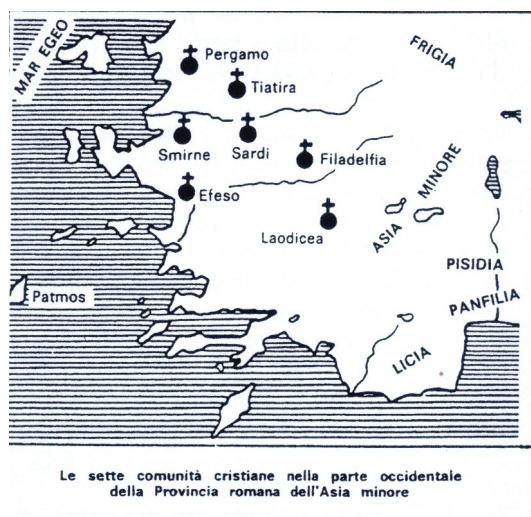 MAR EGEO
Pergamo
FRIGIA
Tiatira
Smirne
Sardi
Filadelfia
Efeso
ASIA MINORE
Laodicea
PISIDIA
Patmos
PANFILIA
LICIA
Le sette comunità cristiane nella parte occidentale
della Provincia romana dell'Asia minore